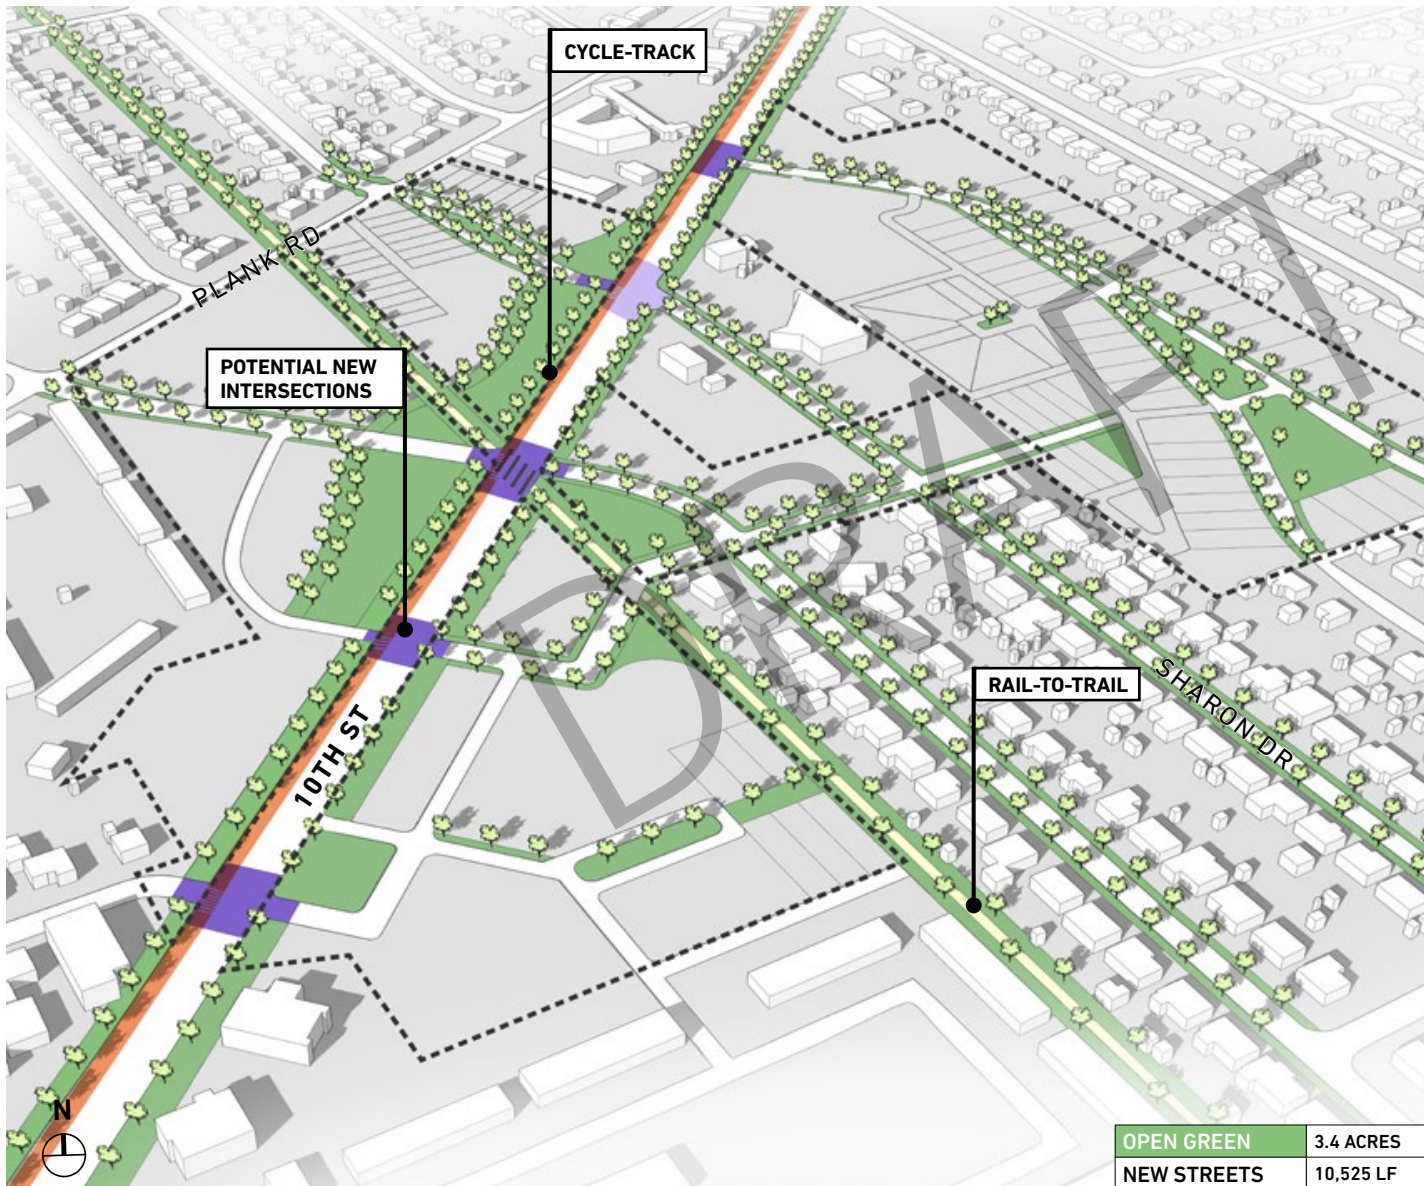 CYCLE-TRACK
PLANK RD
POTENTIAL NEW
INTERSECTIONS
DRAFT
RAIL-TO-TRAIL
SHARON DR
10TH ST
N
OPEN GREEN 3.4 ACRES
NEW STREETS 10,525 LF